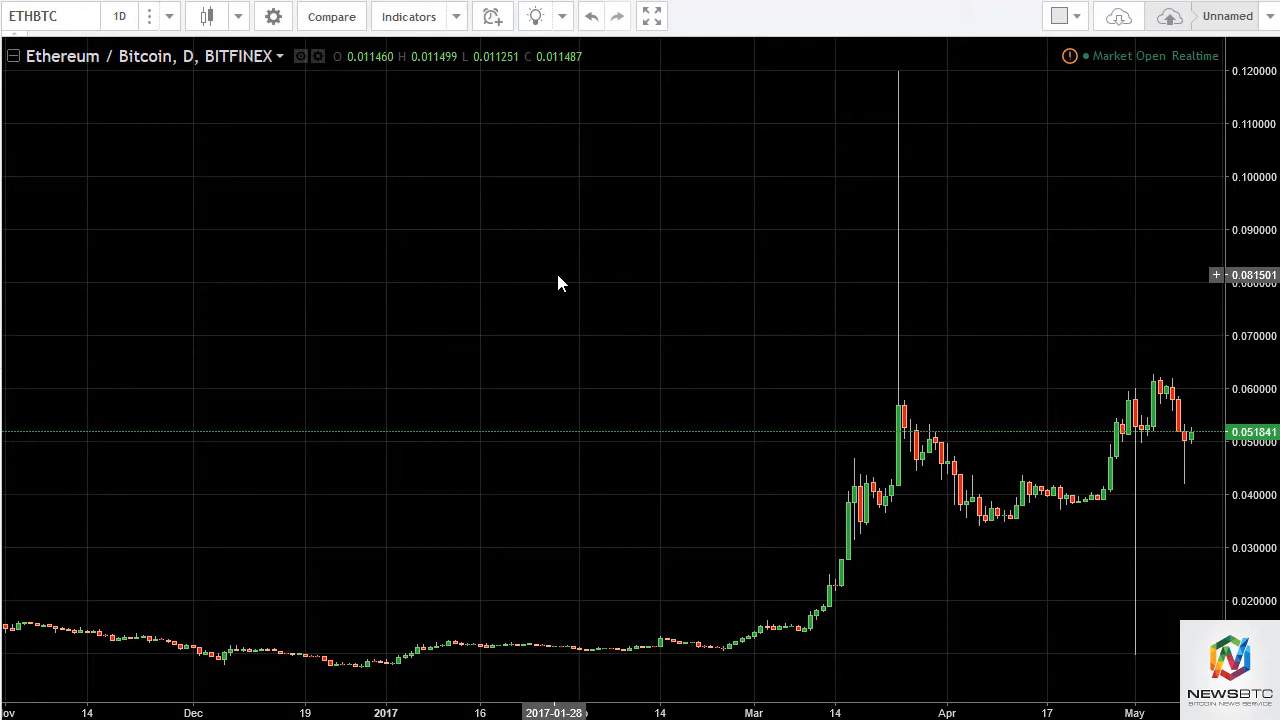 ETHBTC 1D Compare Indicators Unnamed
Ethereum / Bitcoin, D, BITFINEX O 0.011460 H 0.011499 L 0.011251 C 0.011487 Market Open Realtime
0.120000
0.110000
0.100000
0.090000
+ 0.081501
0.080000
0.070000
0.060000
0.051841
0.050000
0.040000
0.030000
0.020000
NEWSBTC
BITCOIN NEWS SERVICE
ov 14 Dec 19 2017 16 2017-01-28 14 Mar 14 Apr 17 May